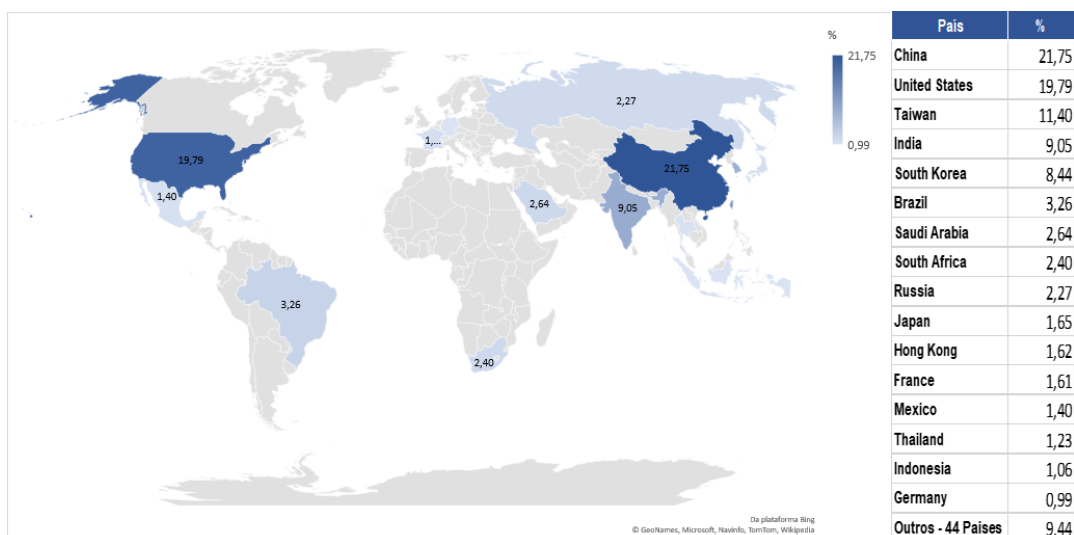 %
21,75
0,99
2,27
1,...
19,79
21,75
1,40
2,64
9,05
3,26
2,40
Da plataforma Bing
© GeoNames, Microsoft, Navinfo, TomTom, Wikipedia
Pais %
China 21,75
United States 19,79
Taiwan 11,40
India 9,05
South Korea 8,44
Brazil 3,26
Saudi Arabia 2,64
South Africa 2,40
Russia 2,27
Japan 1,65
Hong Kong 1,62
France 1,61
Mexico 1,40
Thailand 1,23
Indonesia 1,06
Germany 0,99
Outros - 44 Paises 9,44